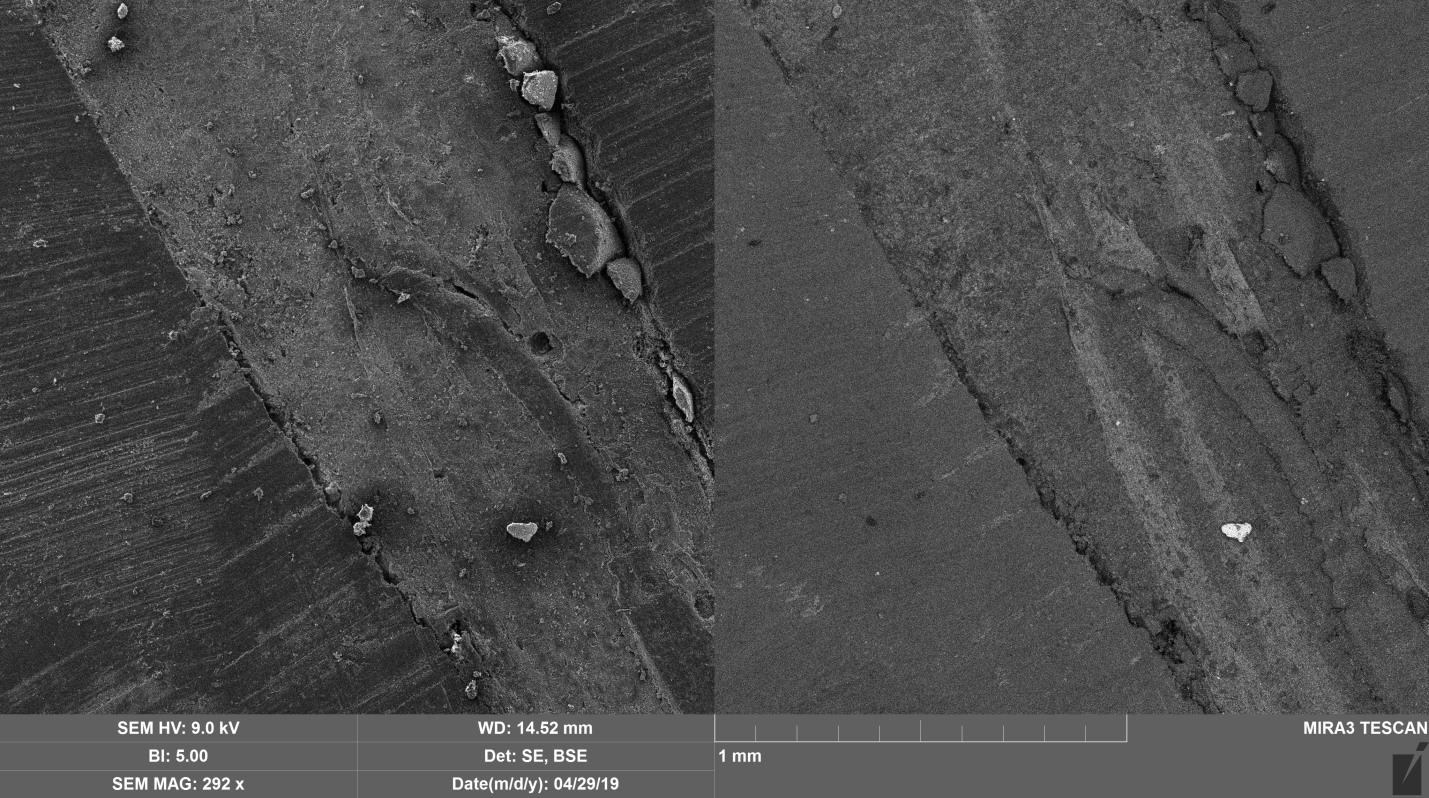 SEM HV: 9.0 kV
WD: 14.52 mm
MIRA3 TESCAN
BI: 5.00
Det: SE, BSE
1 mm
SEM MAG: 292 x
Date(m/d/y): 04/29/19